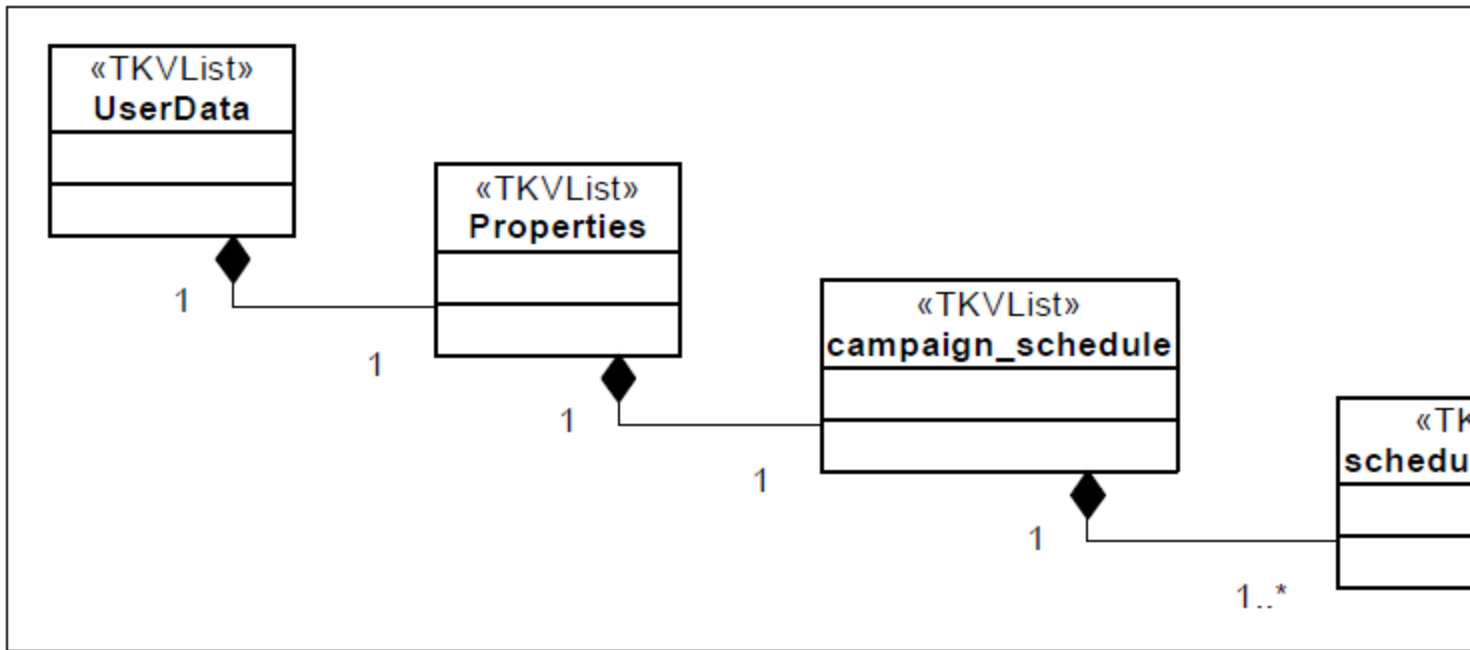 «TKVList»
UserData
1
1
«TKVList»
Properties
1
1
«TKVList»
campaign_schedule
1
1..*
«TK
schedu